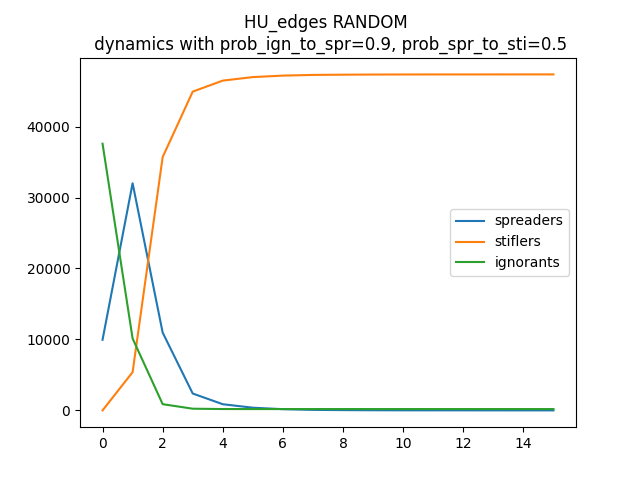 HU_edges RANDOM
dynamics with prob_ign_to_spr=0.9, prob_spr_to_sti=0.5
40000
30000
20000
10000
0
spreaders
stiflers
ignorants
0 2 4 6 8 10 12 14